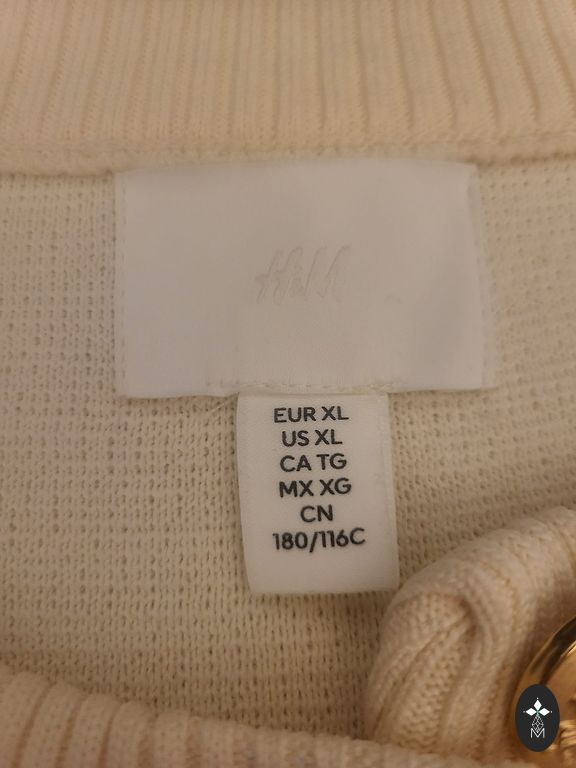 H&M
EUR XL
US XL
CA TG
MX XG
CN
180/116C